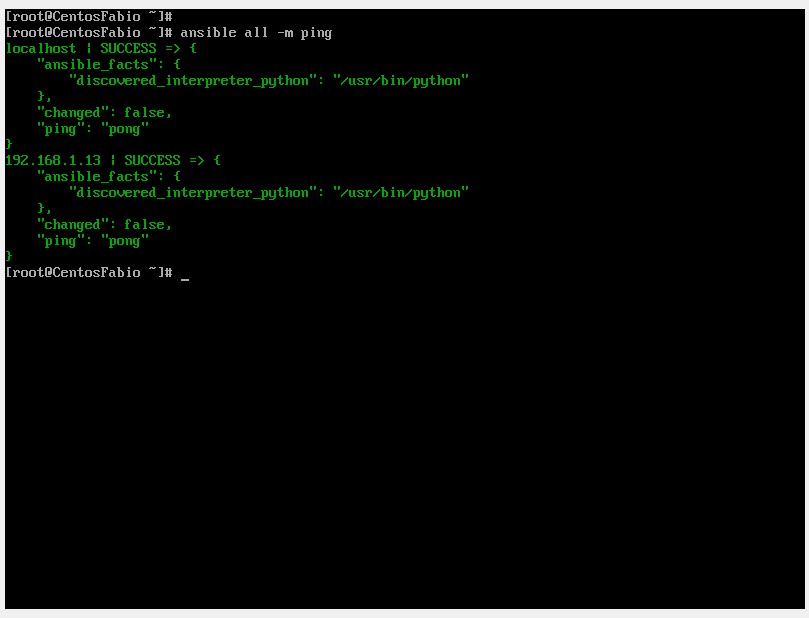 [root@CentosFabio ~]#
[root@CentosFabio ~]# ansible all -m ping
localhost | SUCCESS => {
    "ansible_facts": {
        "discovered_interpreter_python": "/usr/bin/python"
    },
    "changed": false,
    "ping": "pong"
}
192.168.1.13 | SUCCESS => {
    "ansible_facts": {
        "discovered_interpreter_python": "/usr/bin/python"
    },
    "changed": false,
    "ping": "pong"
}
[root@CentosFabio ~]# _